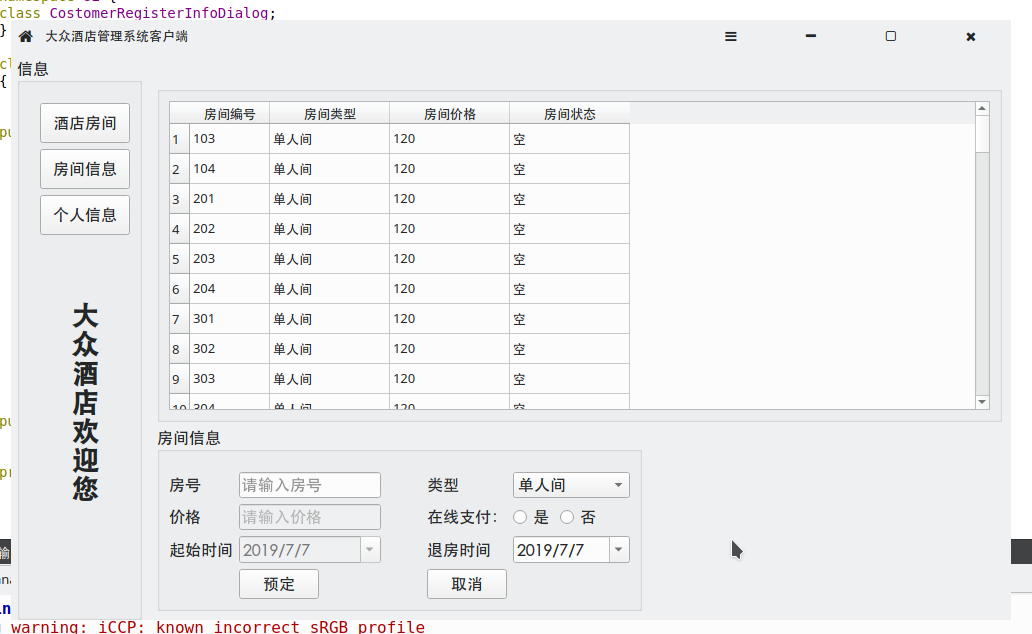 class CostomerRegisterInfoDialog;
}
大众酒店管理系统客户端
信息
{
酒店房间
房间信息
个人信息
大众酒店欢迎您
房间编号 房间类型 房间价格 房间状态
1 103 单人间 120 空
2 104 单人间 120 空
3 201 单人间 120 空
4 202 单人间 120 空
5 203 单人间 120 空
6 204 单人间 120 空
7 301 单人间 120 空
8 302 单人间 120 空
9 303 单人间 120 空
10 304 单人间 120 空
房间信息
房号 请输入房号 类型 单人间
价格 请输入价格 在线支付： 是 否
起始时间 2019/7/7 退房时间 2019/7/7
预定 取消
warning: iCCP: known incorrect sRGB profile